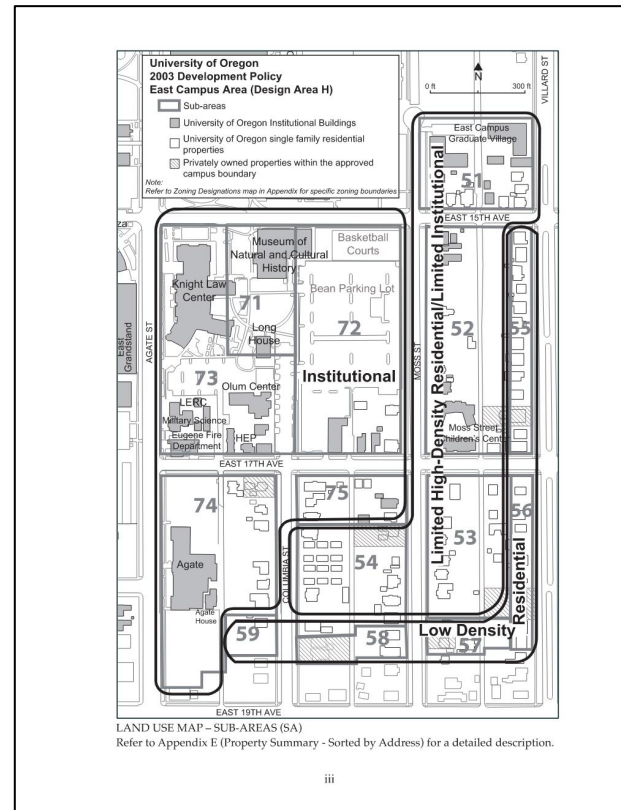 University of Oregon
2003 Development Policy
East Campus Area (Design Area H)
Sub-areas
University of Oregon Institutional Buildings
University of Oregon single family residential
properties
Privately owned properties within the approved
campus boundary
Note:
Refer to Zoning Designations map in Appendix for specific zoning boundaries
N
0 ft
300 ft
VILLARD ST
East Campus
Graduate Village
51
EAST 15TH AVE
Museum of
Natural and Cultural
History
Basketball
Courts
Knight Law
Center
71
Bean Parking Lot
72
Long
House
East
Grandstand
AGATE ST
MOSS ST
Limited High-Density Residential/Limited Institutional
52
55
73
Olum Center
Institutional
LERC
Military Science
Eugene Fire
Department
HEP
Moss Street
Children's Center
EAST 17TH AVE
74
75
54
53
56
Agate
Agate
House
COLUMBIA ST
Residential
59
58
Low Density
57
EAST 19TH AVE
LAND USE MAP – SUB-AREAS (SA)
Refer to Appendix E (Property Summary - Sorted by Address) for a detailed description.
iii